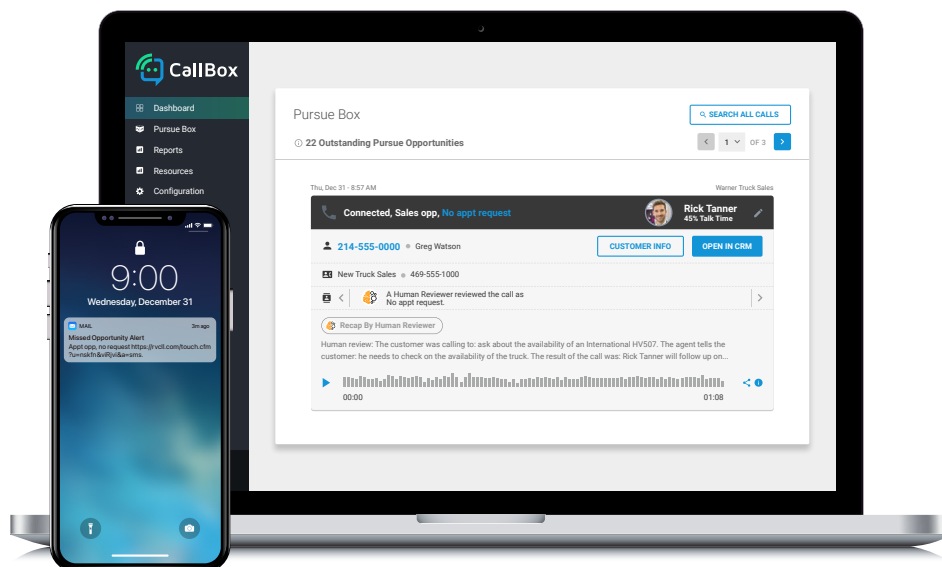 CallBox
Dashboard
Pursue Box
Reports
Resources
Configuration
Pursue Box
SEARCH ALL CALLS
22 Outstanding Pursue Opportunities
1 OF 3
Thu, Dec 31 - 8:57 AM
Warner Truck Sales
Connected, Sales opp, No appt request
Rick Tanner
45% Talk Time
214-555-0000 Greg Watson
CUSTOMER INFO
OPEN IN CRM
New Truck Sales 469-555-1000
A Human Reviewer reviewed the call as
No appt request.
Recap By Human Reviewer
Human review: The customer was calling to: ask about the availability of an International HV507. The agent tells the
customer: he needs to check on the availability of the truck. The result of the call was: Rick Tanner will follow up on...
00:00
01:08
9:00
Wednesday, December 31
MAIL
3m ago
Missed Opportunity Alert
Appt opp, no request https://rvcll.com/touch.cfm
?u=nskfn&viRjvi&a=sms.